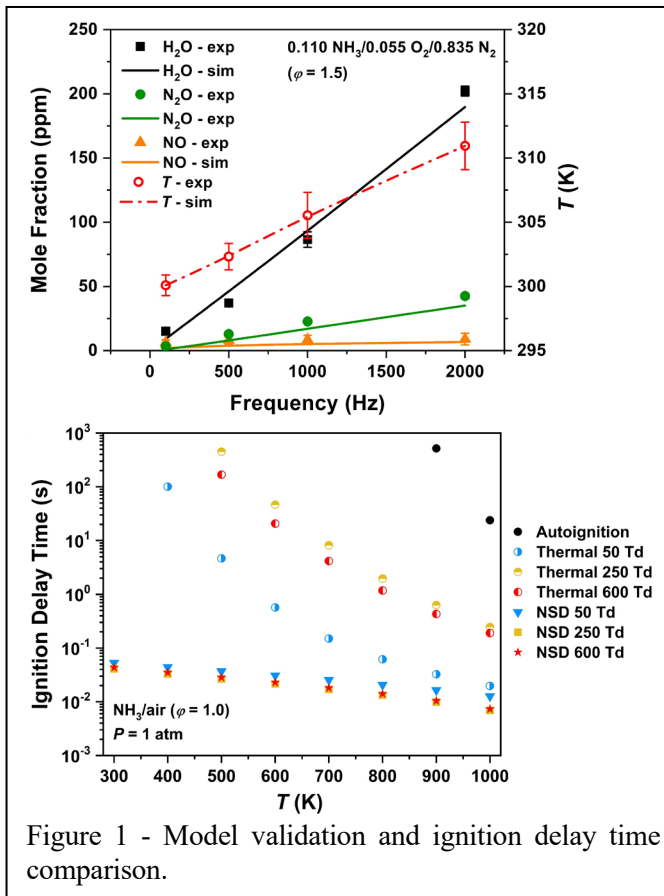 300
320
H₂O - exp
H₂O - sim
N₂O - exp
N₂O - exp
NO - exp
NO - sim
T - exp
T - sim
0.110 NH₃/0.055 O₂/0.835 N₂
(φ = 1.5)
250
200
150
100
50
0
315
310
305
300
295
Mole Fraction (ppm)
T (K)
0
500
1000
1500
2000
Frequency (Hz)
10³
10²
10¹
10⁰
10⁻¹
10⁻²
10⁻³
Ignition Delay Time (s)
NH₃/air (φ = 1.0)
P = 1 atm
300
400
500
600
700
800
900
1000
T (K)
Autoignition
Thermal 50 Td
Thermal 250 Td
Thermal 600 Td
NSD 50 Td
NSD 250 Td
NSD 600 Td
Figure 1 - Model validation and ignition delay time
comparison.